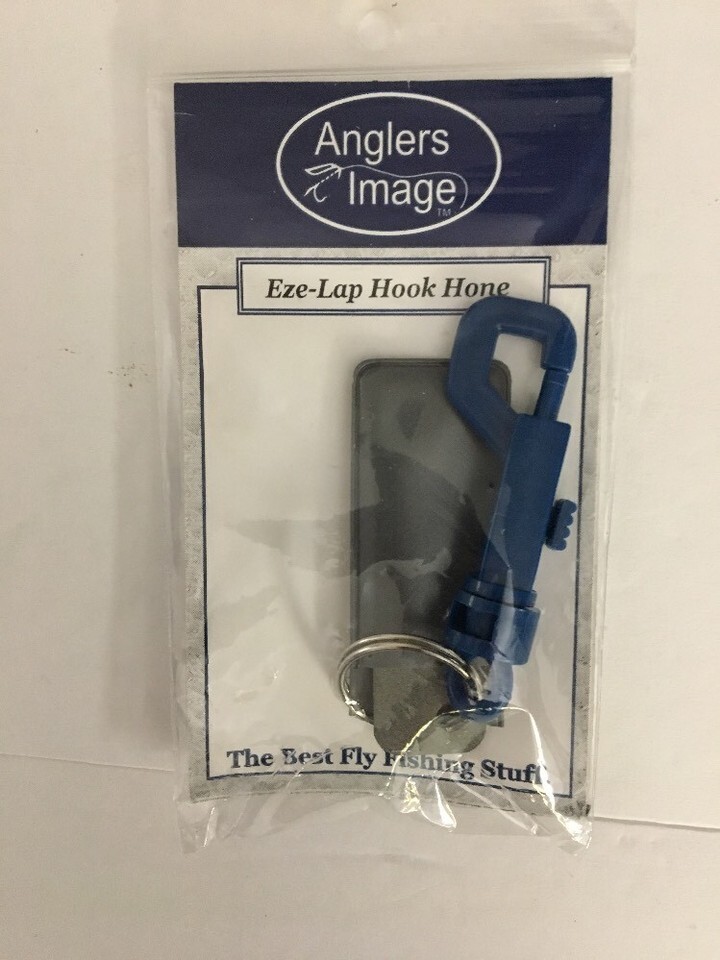 Anglers
Image
TM
Eze-Lap Hook Hone
The Best Fly Fishing Stuff.